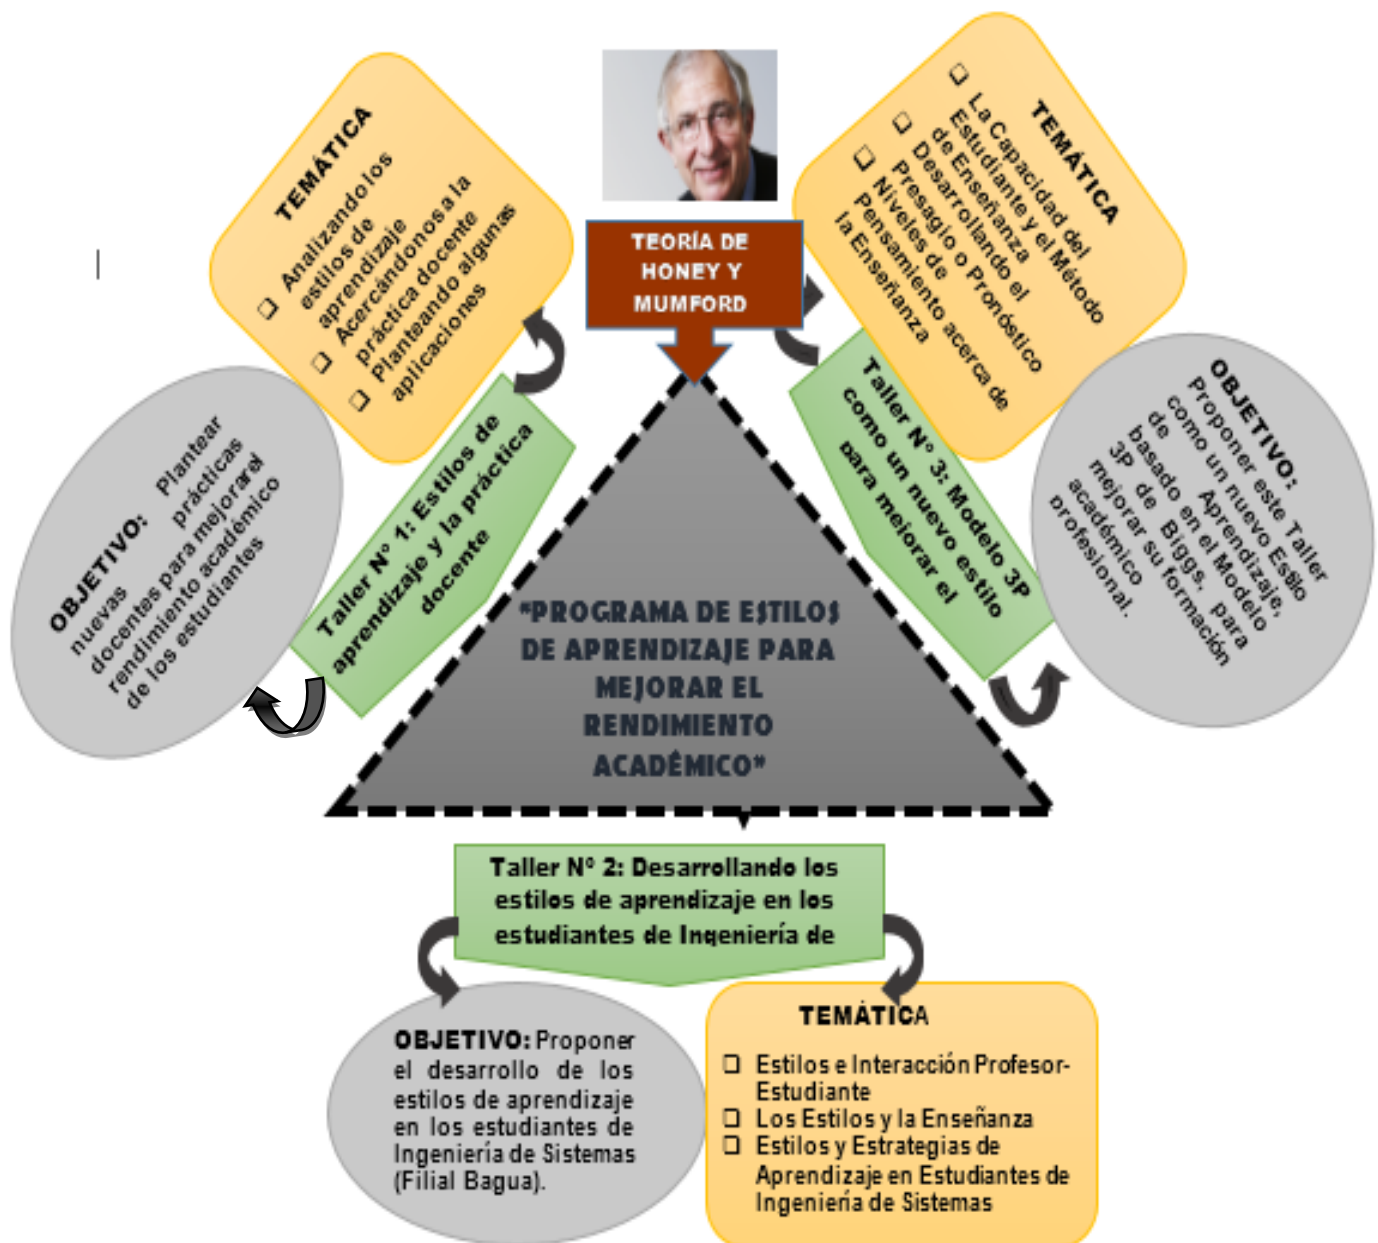 TEORÍA DE
HONEY Y
MUMFORD
TEMÁTICA
❑ Analizando los
estilos de
aprendizaje
❑ Acercándonos a la
práctica docente
❑ Planteando algunas
aplicaciones
OBJETIVO: Plantear
nuevas prácticas
docentes para mejorar el
rendimiento académico
de los estudiantes
Taller N° 1: Estilos de
aprendizaje y la práctica
docente
TEMÁTICA
❑ La Capacidad del
Estudiante y el Método
de Enseñanza
❑ Desarrollando el
Presagio o Pronóstico
❑ Niveles de
Pensamiento acerca de
la Enseñanza
Taller N° 3: Modelo 3P
como un nuevo estilo
para mejorar el
OBJETIVO:
Proponer este Taller
como un nuevo Estilo
de Aprendizaje,
basado en el Modelo
3P de Biggs, para
mejorar su formación
académico
profesional.
"PROGRAMA DE ESTILOS
DE APRENDIZAJE PARA
MEJORAR EL
RENDIMIENTO
ACADÉMICO"
Taller N° 2: Desarrollando los
estilos de aprendizaje en los
estudiantes de Ingeniería de
OBJETIVO: Proponer
el desarrollo de los
estilos de aprendizaje
en los estudiantes de
Ingeniería de Sistemas
(Filial Bagua).
TEMÁTICA
❑ Estilos e Interacción Profesor-
Estudiante
❑ Los Estilos y la Enseñanza
❑ Estilos y Estrategias de
Aprendizaje en Estudiantes de
Ingeniería de Sistemas